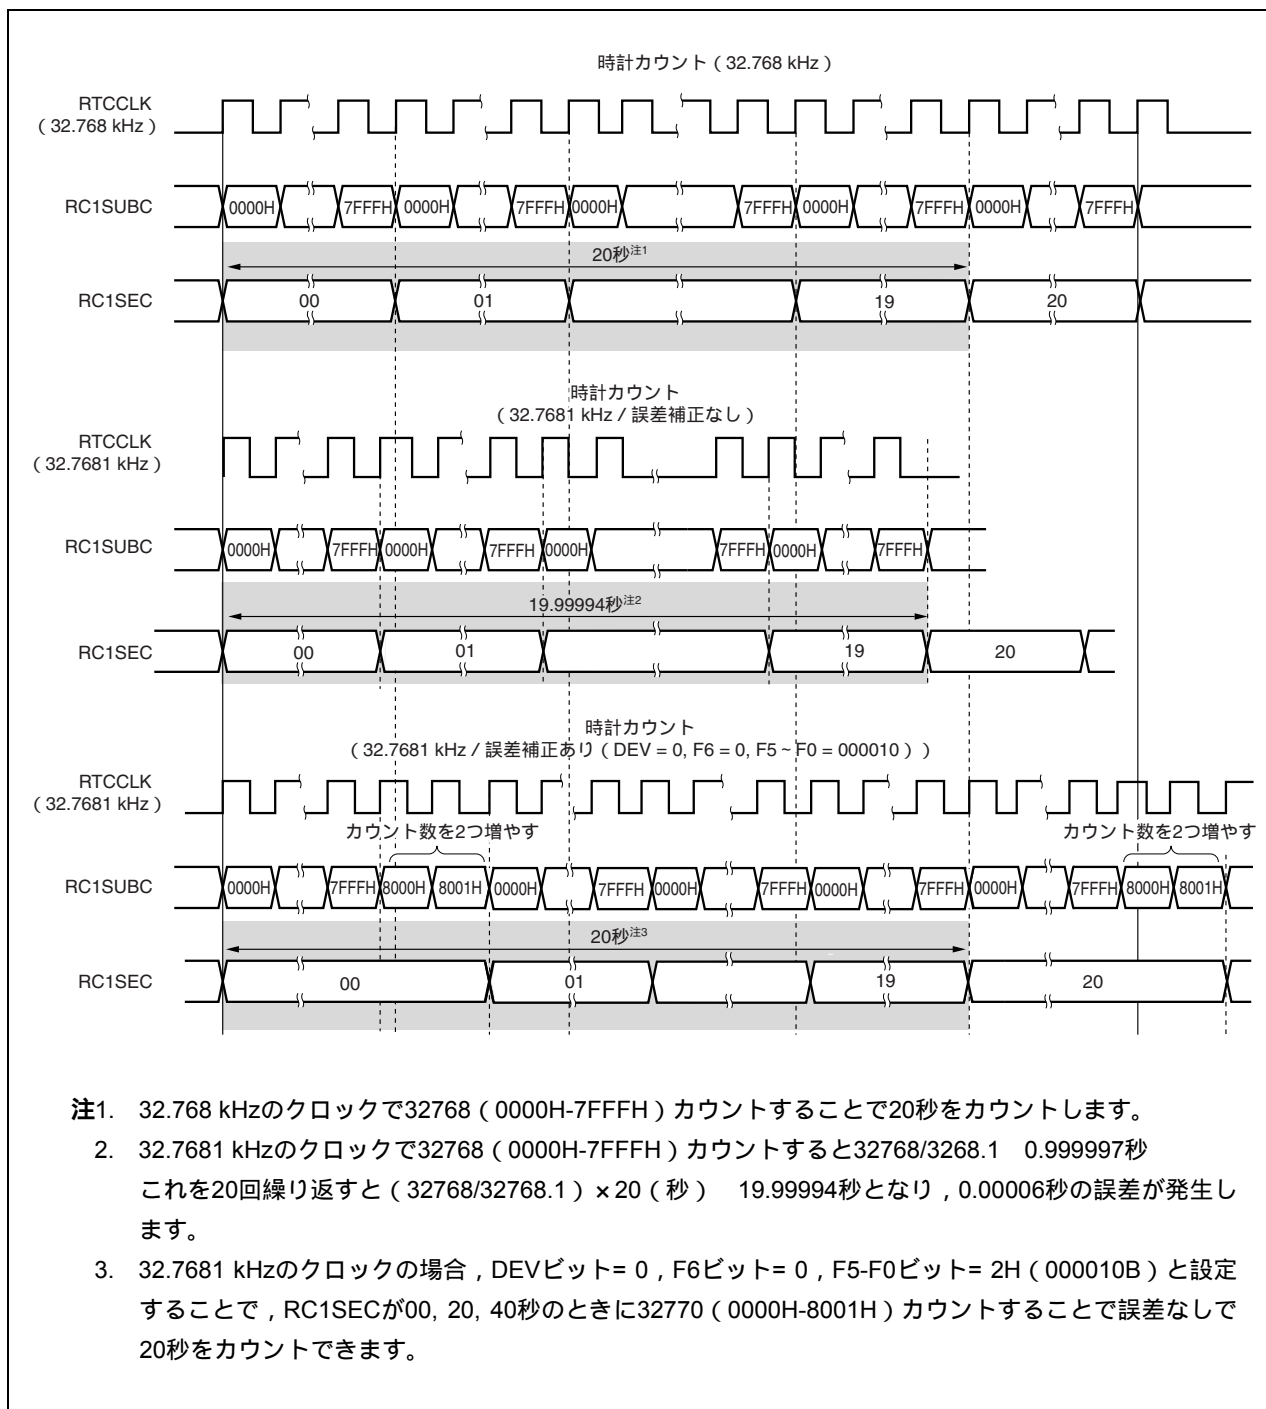 時計カウント（32.768 kHz）
RTCCLK
（32.768 kHz）
RC1SUBC
0000H 7FFFH 0000H 7FFFH 0000H 7FFFH 0000H 7FFFH 0000H 7FFFH
20秒注1
RC1SEC
00 01 19 20
時計カウント
（32.7681 kHz / 誤差補正なし）
RTCCLK
（32.7681 kHz）
RC1SUBC
0000H 7FFFH 0000H 7FFFH 0000H 7FFFH 0000H 7FFFH
19.99994秒注2
RC1SEC
00 01 19 20
時計カウント
（32.7681 kHz / 誤差補正あり（DEV = 0, F6 = 0, F5 ~ F0 = 000010））
RTCCLK
（32.7681 kHz）
カウント数を2つ増やす カウント数を2つ増やす
RC1SUBC
0000H 7FFFH 8000H 8001H 0000H 7FFFH 0000H 7FFFH 0000H 7FFFH 0000H 7FFFH 8000H 8001H
20秒注3
RC1SEC
00 01 19 20
注1. 32.768 kHzのクロックで32768（0000H-7FFFH）カウントすることで20秒をカウントします。
2. 32.7681 kHzのクロックで32768（0000H-7FFFH）カウントすると32768/3268.1 0.999997秒
これを20回繰り返すと（32768/32768.1）×20（秒） 19.99994秒となり，0.00006秒の誤差が発生し
ます。
3. 32.7681 kHzのクロックの場合，DEVビット= 0，F6ビット= 0，F5-F0ビット= 2H（000010B）と設定
することで，RC1SECが00, 20, 40秒のときに32770（0000H-8001H）カウントすることで誤差なしで
20秒をカウントできます。